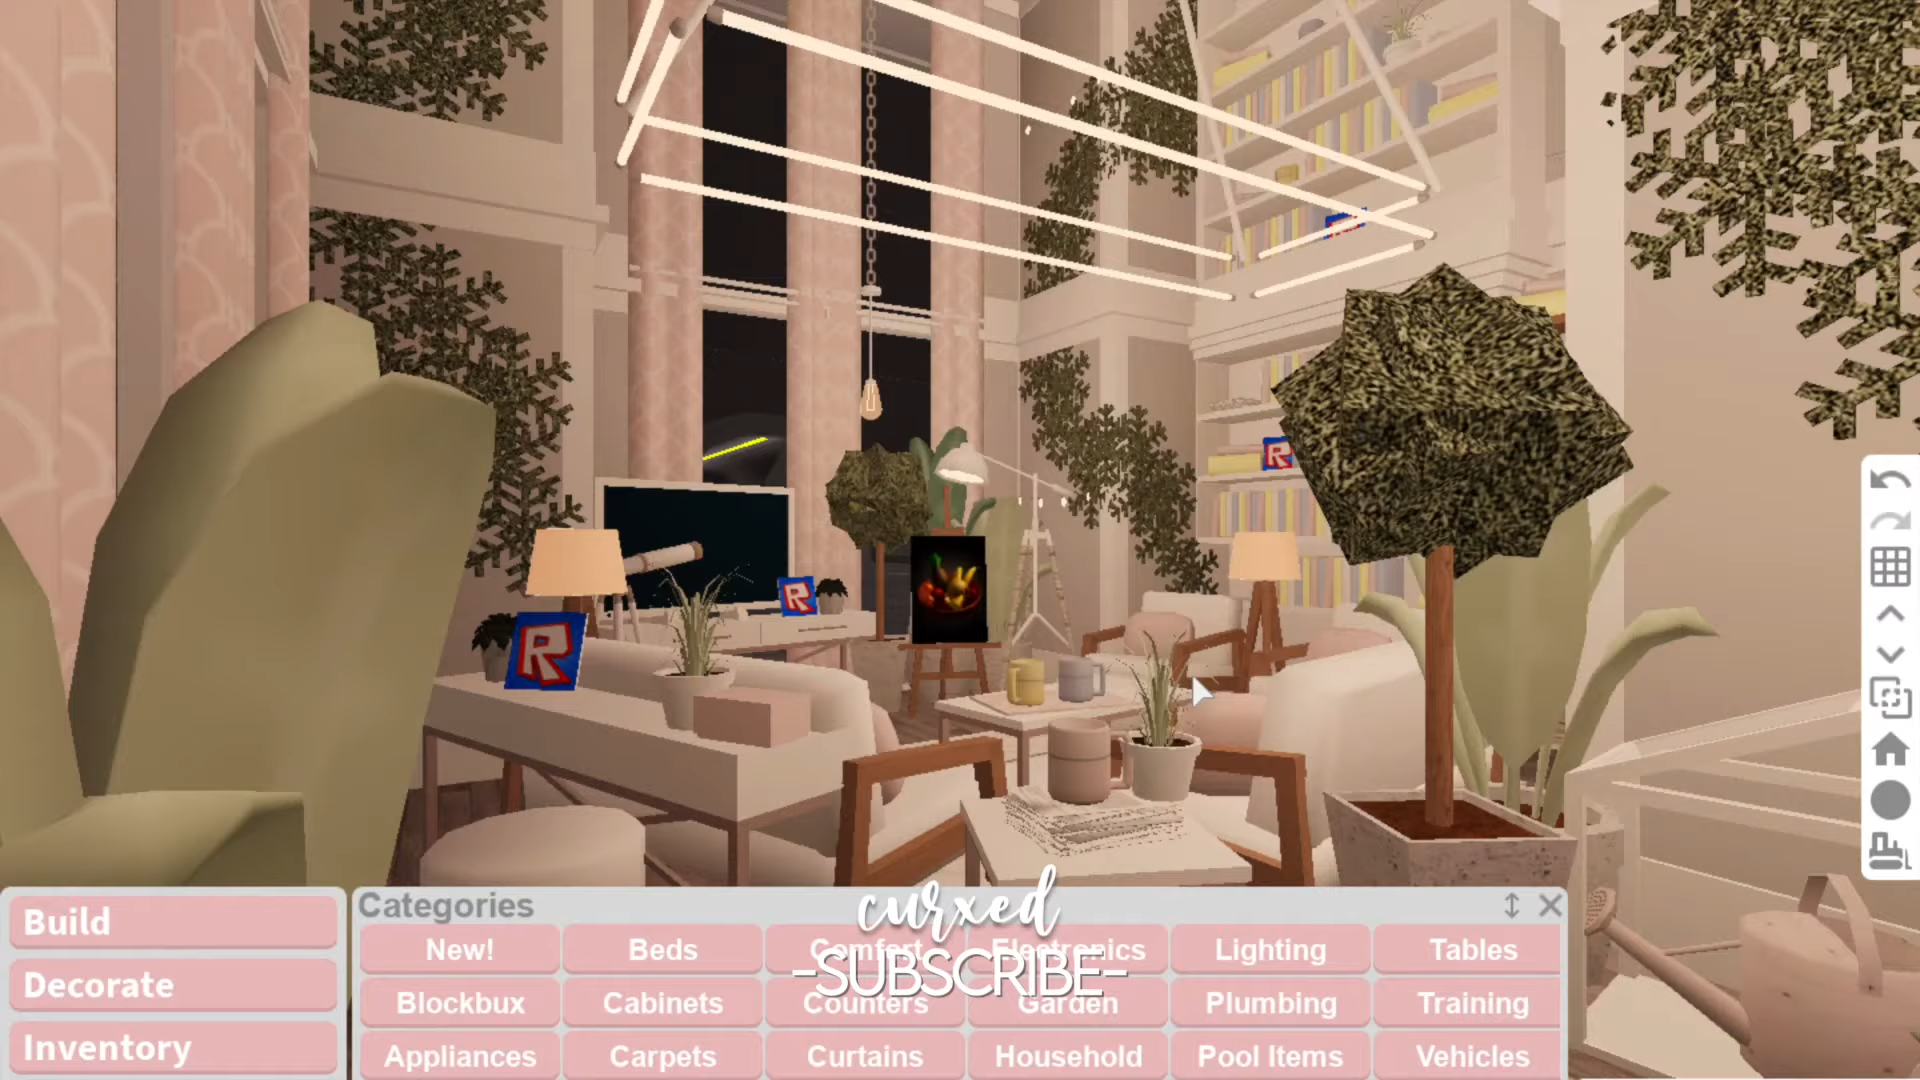 R
R
R
Build
Decorate
Inventory
Categories
curxed
-SUBSCRIBE-
New! Beds Comfort Electronics Lighting Tables
Blockbux Cabinets Counters Garden Plumbing Training
Appliances Carpets Curtains Household Pool Items Vehicles